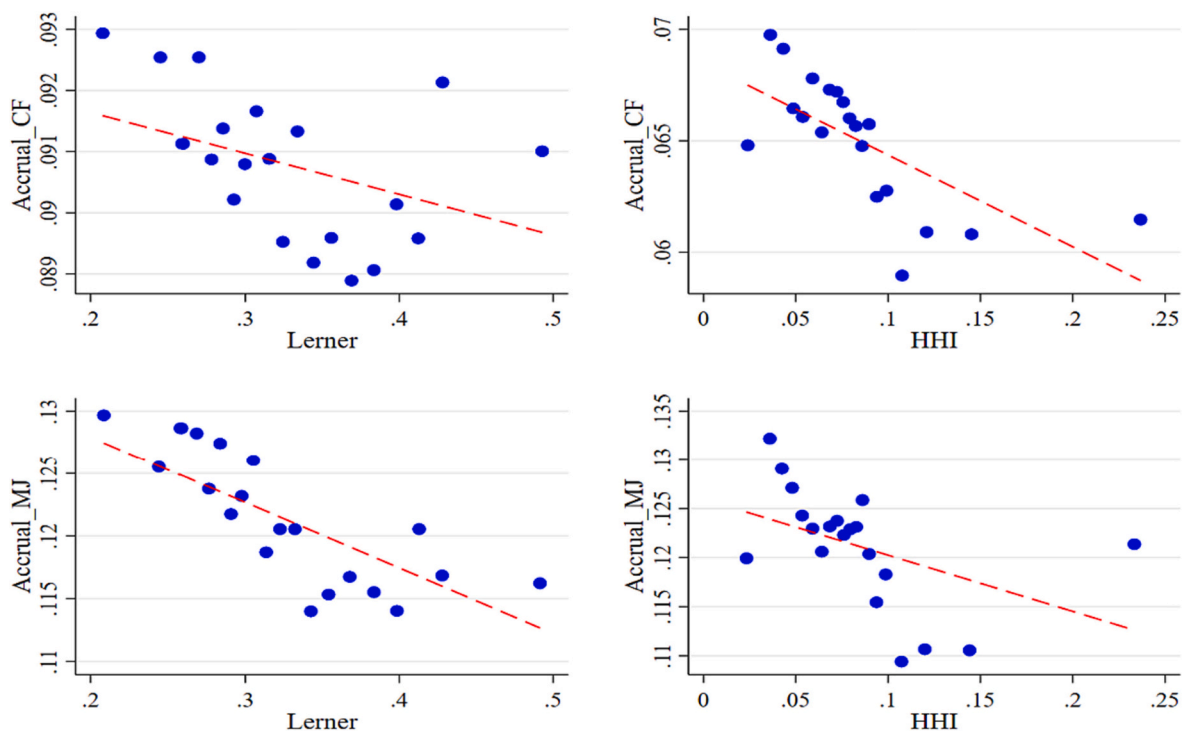 Accrual_CF
.093
.092
.091
.09
.089
.2 .3 .4 .5
Lerner
Accrual_CF
.07
.065
.06
0 .05 .1 .15 .2 .25
HHI
Accrual_MJ
.13
.125
.12
.115
.11
.2 .3 .4 .5
Lerner
Accrual_MJ
.135
.13
.125
.12
.115
.11
0 .05 .1 .15 .2 .25
HHI